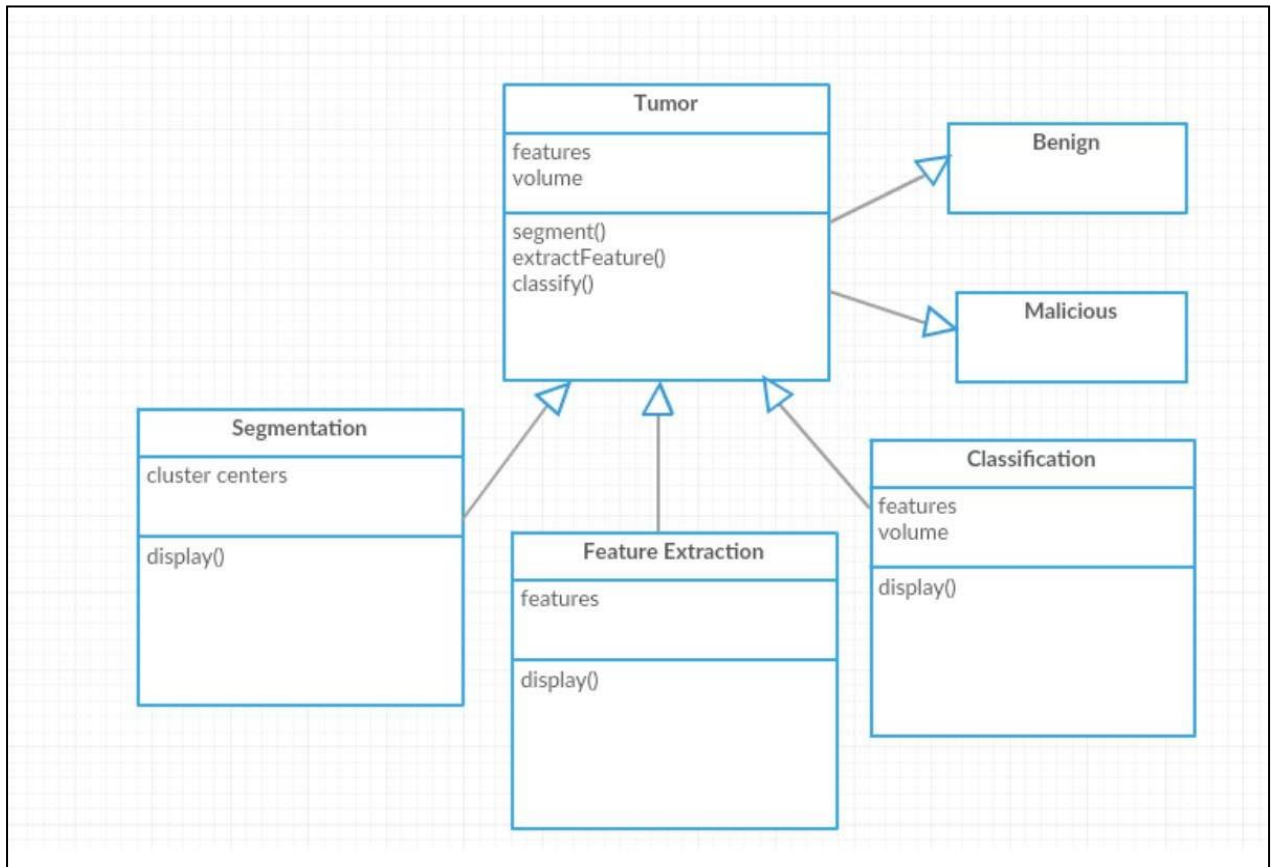 Tumor
features
volume
segment()
extractFeature()
classify()
Benign
Malicious
Segmentation
cluster centers
display()
Feature Extraction
features
display()
Classification
features
volume
display()